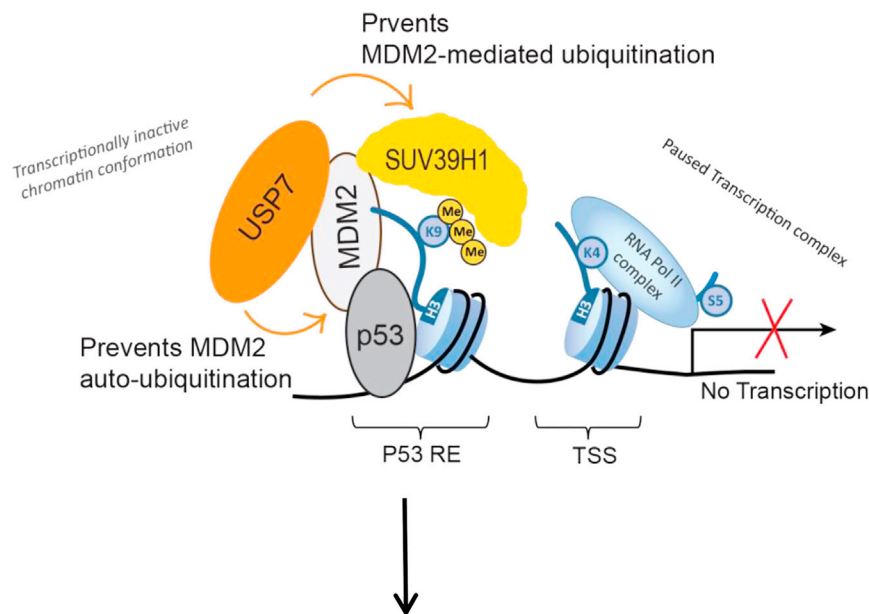 Prvents
MDM2-mediated ubiquitination
Transcriptionally inactive
chromatin conformation
USP7
MDM2
SUV39H1
K9
Me
Me
Me
H3
p53
Prevents MDM2
auto-ubiquitination
Paused Transcription complex
K4
RNA Pol II
complex
S5
H3
No Transcription
P53 RE
TSS